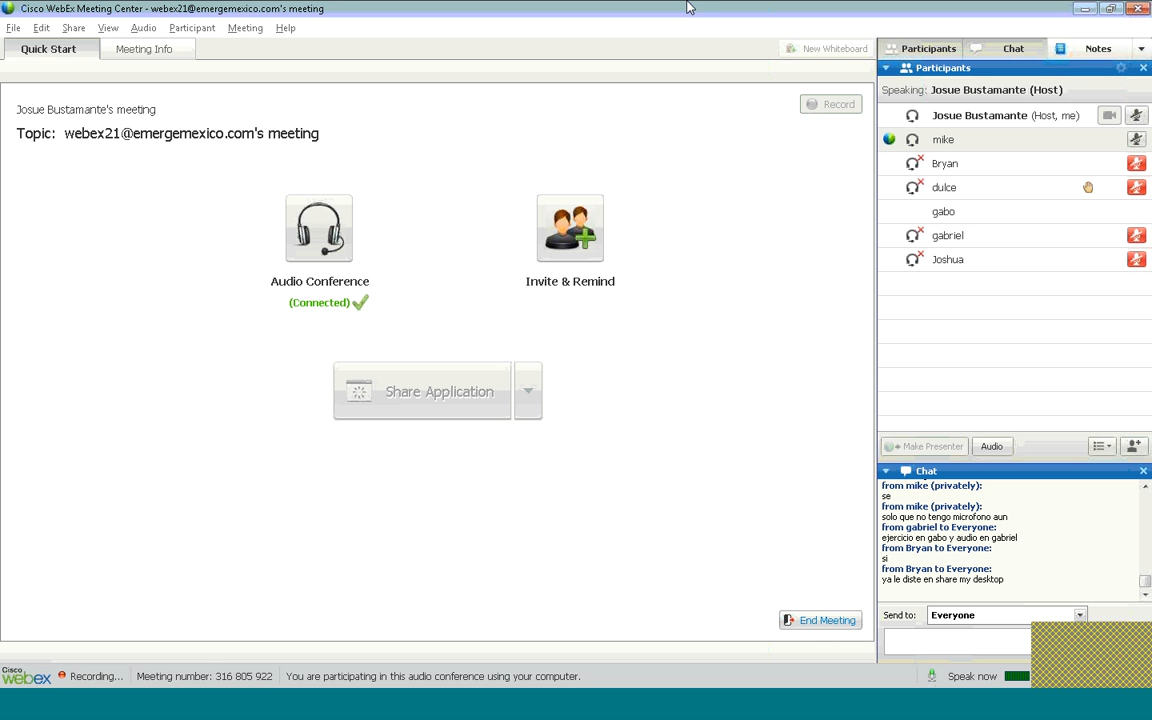 Cisco WebEx Meeting Center - webex21@emergemexico.com's meeting
File Edit Share View Audio Participant Meeting Help
Quick Start Meeting Info New Whiteboard
Participants Chat Notes
Participants
Speaking: Josue Bustamante (Host)
Josue Bustamante's meeting
Record
Topic: webex21@emergemexico.com's meeting
Josue Bustamante (Host, me)
mike
Bryan
dulce
gabo
gabriel
Joshua
Audio Conference
(Connected)
Invite & Remind
Share Application
Make Presenter Audio
Chat
from mike (privately):
se
from mike (privately):
solo que no tengo microfono aun
from gabriel to Everyone:
ejercicio en gabo y audio en gabriel
from Bryan to Everyone:
si
from Bryan to Everyone:
ya le diste en share my desktop
Send to: Everyone
End Meeting
Cisco
webex
Recording... Meeting number: 316 805 922 You are participating in this audio conference using your computer. Speak now